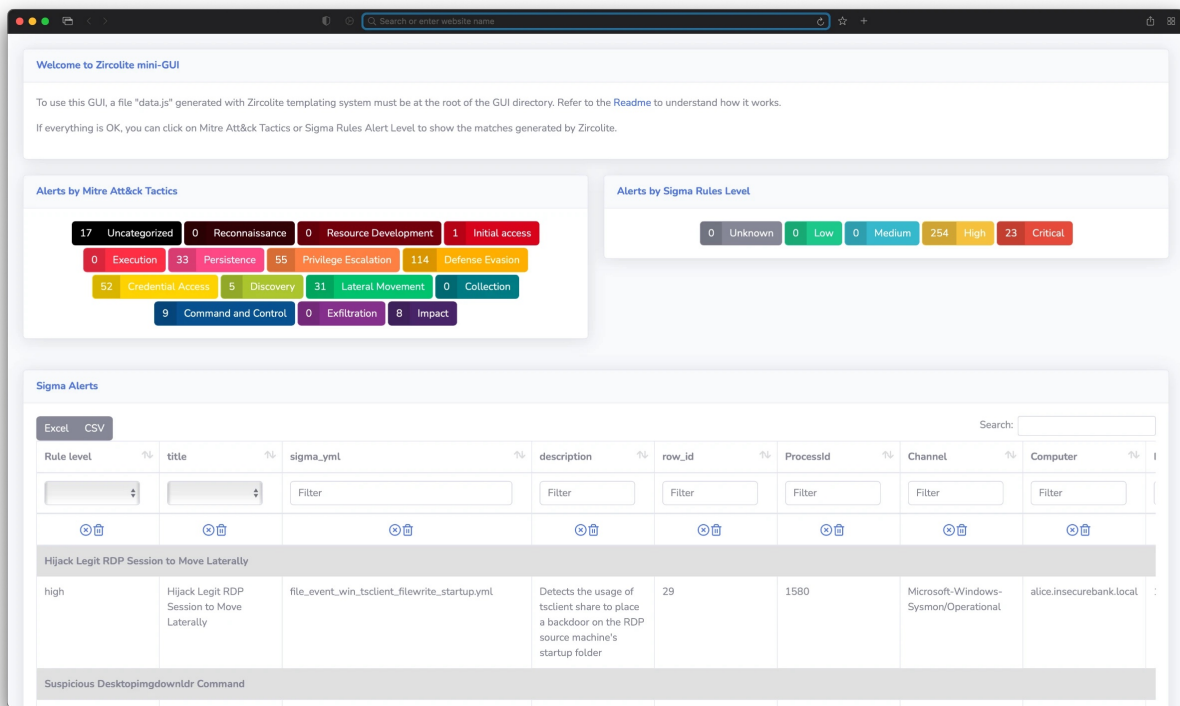 Search or enter website name
Welcome to Zircolite mini-GUI
To use this GUI, a file "data.js" generated with Zircolite templating system must be at the root of the GUI directory. Refer to the Readme to understand how it works.
If everything is OK, you can click on Mitre Att&ck Tactics or Sigma Rules Alert Level to show the matches generated by Zircolite.
Alerts by Mitre Att&ck Tactics
17 Uncategorized 0 Reconnaissance 0 Resource Development 1 Initial access
0 Execution 33 Persistence 55 Privilege Escalation 114 Defense Evasion
52 Credential Access 5 Discovery 31 Lateral Movement 0 Collection
9 Command and Control 0 Exfiltration 8 Impact
Alerts by Sigma Rules Level
0 Unknown 0 Low 0 Medium 254 High 23 Critical
Sigma Alerts
Excel CSV
Search:
Rule level title sigma_yml description row_id ProcessId Channel Computer
Filter Filter Filter Filter Filter Filter
Hijack Legit RDP Session to Move Laterally
high
Hijack Legit RDP
Session to Move
Laterally
file_event_win_tsclient_filewrite_startup.yml
Detects the usage of
tsclient share to place
a backdoor on the RDP
source machine's
startup folder
29
1580
Microsoft-Windows-
Sysmon/Operational
alice.insecurebank.local
Suspicious Desktopimgdownldr Command